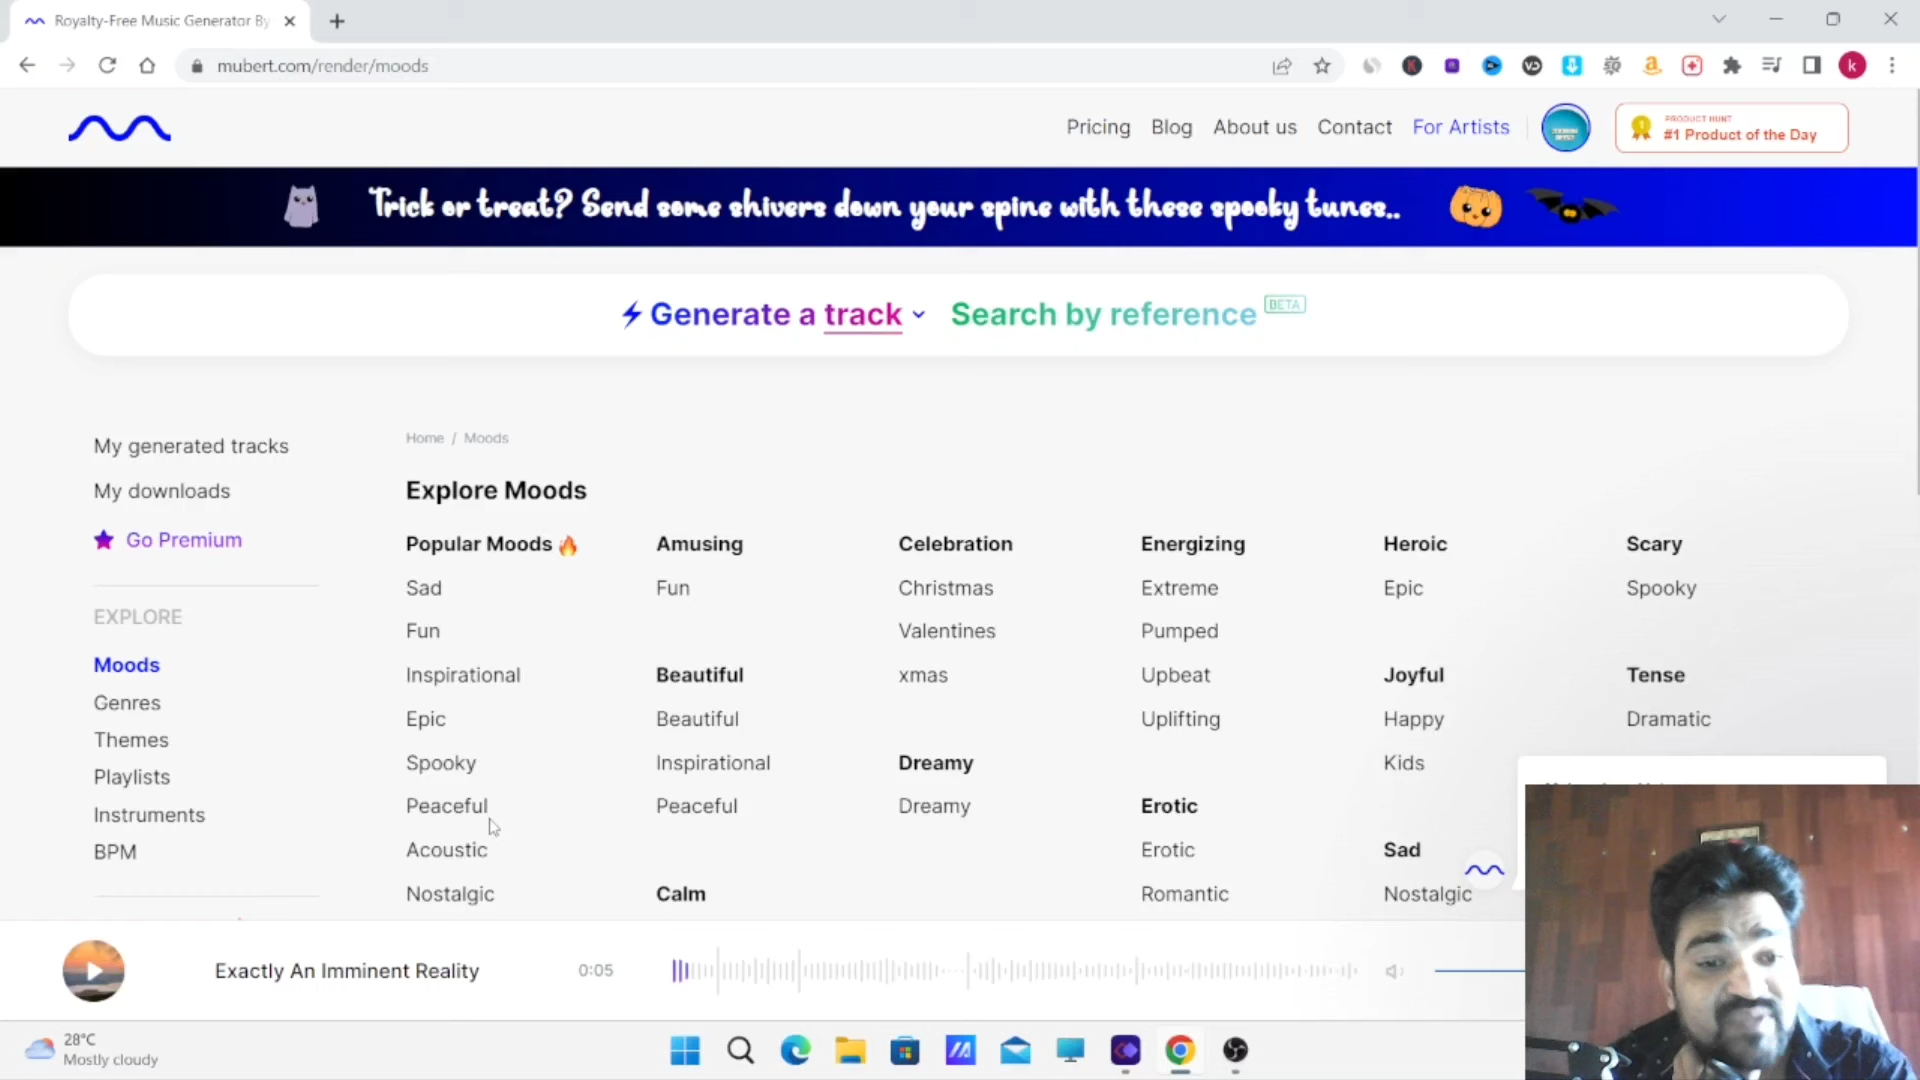 Royalty-Free Music Generator By
mubert.com/render/moods
Pricing Blog About us Contact For Artists
PRODUCT HUNT
#1 Product of the Day
Trick or treat? Send some shivers down your spine with these spooky tunes..
Generate a track Search by reference BETA
My generated tracks
My downloads
Go Premium
EXPLORE
Moods
Genres
Themes
Playlists
Instruments
BPM
Home / Moods
Explore Moods
Popular Moods
Sad
Fun
Inspirational
Epic
Spooky
Peaceful
Acoustic
Nostalgic
Amusing
Fun
Beautiful
Beautiful
Inspirational
Peaceful
Calm
Celebration
Christmas
Valentines
xmas
Dreamy
Dreamy
Energizing
Extreme
Pumped
Upbeat
Uplifting
Erotic
Erotic
Romantic
Heroic
Epic
Joyful
Happy
Kids
Sad
Nostalgic
Scary
Spooky
Tense
Dramatic
Exactly An Imminent Reality 0:05
28°C
Mostly cloudy